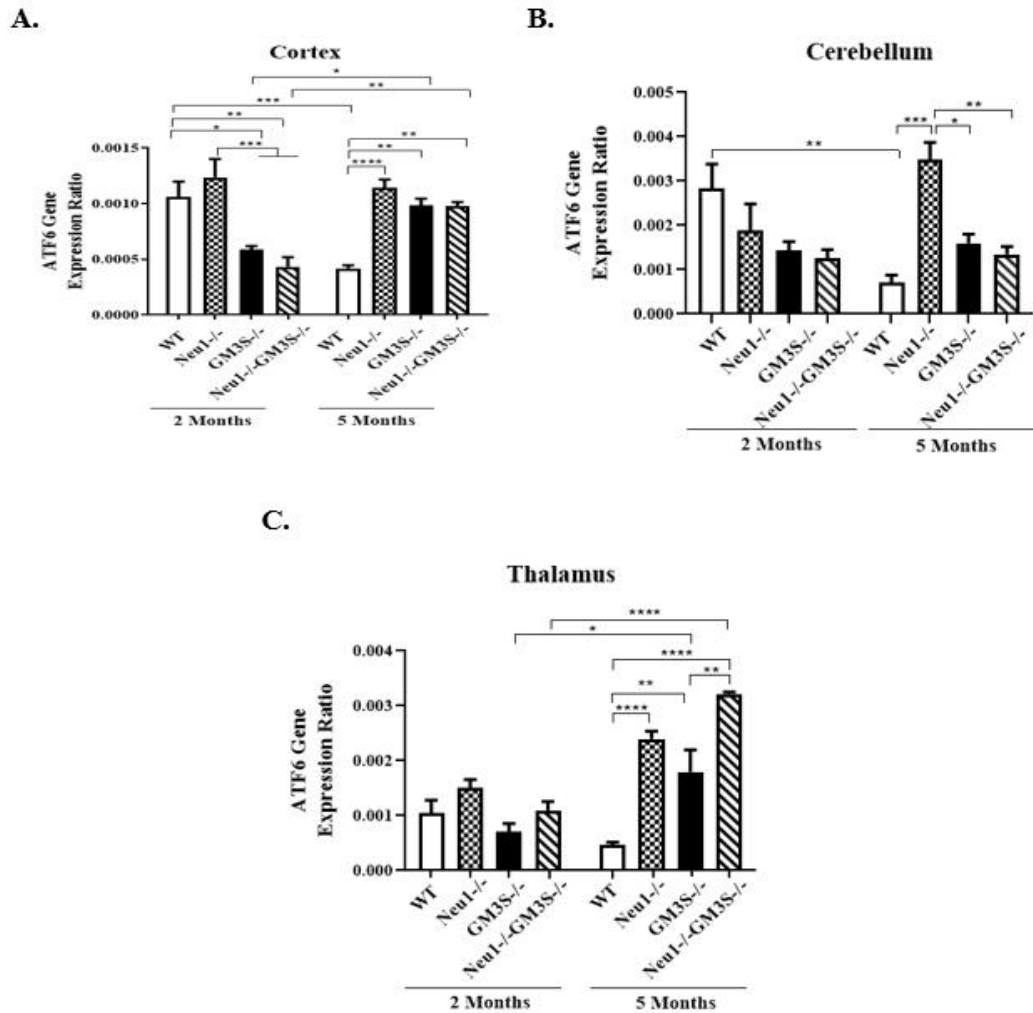 A.
Cortex
*
**
***
**
*
***
**
**
****
ATF6 Gene
Expression Ratio
0.0015
0.0010
0.0005
0.0000
WT
Neu1-/-
GM3S-/-
Neu1-/-GM3S-/-
WT
Neu1-/-
GM3S-/-
Neu1-/-GM3S-/-
2 Months
5 Months
B.
Cerebellum
**
***
*
**
ATF6 Gene
Expression Ratio
0.005
0.004
0.003
0.002
0.001
0.000
WT
Neu1-/-
GM3S-/-
Neu1-/-GM3S-/-
WT
Neu1-/-
GM3S-/-
Neu1-/-GM3S-/-
2 Months
5 Months
C.
Thalamus
****
*
****
**
**
****
ATF6 Gene
Expression Ratio
0.004
0.003
0.002
0.001
0.000
WT
Neu1-/-
GM3S-/-
Neu1-/-GM3S-/-
WT
Neu1-/-
GM3S-/-
Neu1-/-GM3S-/-
2 Months
5 Months